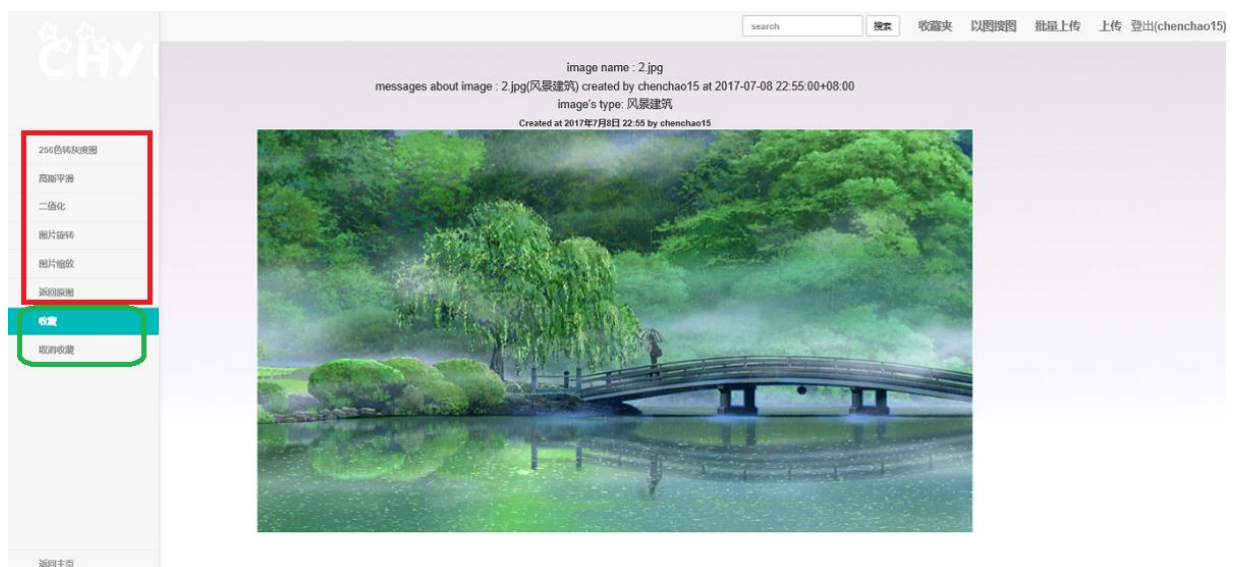 search
搜索
收藏夹
以图搜图
批量上传
上传
登出(chenchao15)
CHY
image name : 2.jpg
messages about image : 2.jpg(风景建筑) created by chenchao15 at 2017-07-08 22:55:00+08:00
image's type: 风景建筑
Created at 2017年7月8日 22:55 by chenchao15
256色转灰度图
高斯平滑
二值化
图片旋转
图片缩放
返回原图
收藏
取消收藏
返回主页